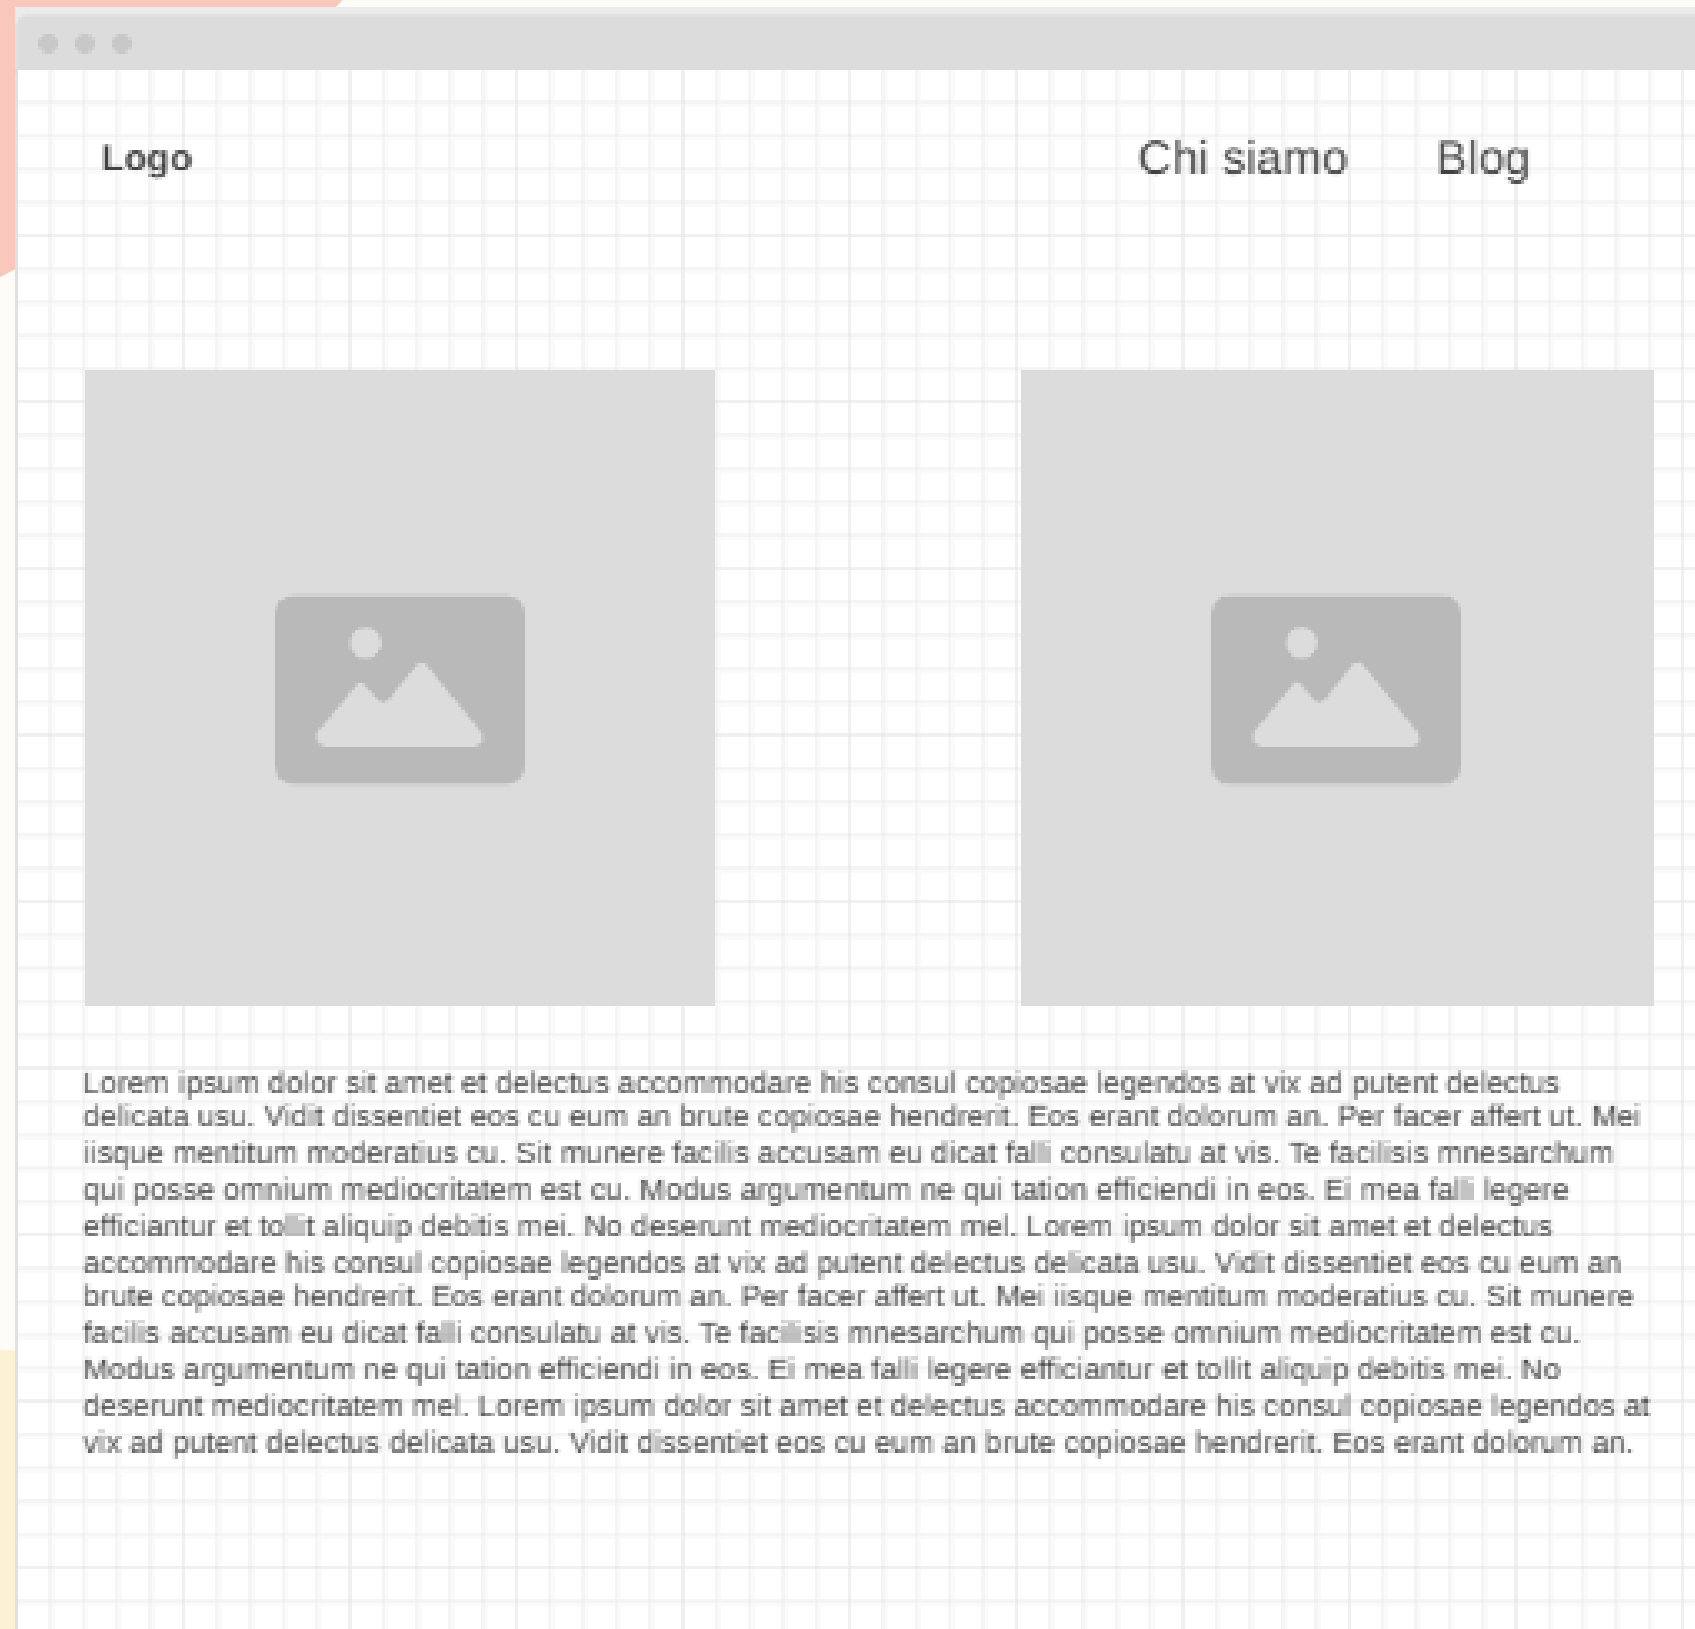 Logo
Chi siamo
Blog
Lorem ipsum dolor sit amet et delectus accommodare his consul copiosae legendos at vix ad putent delectus
delicata usu. Vidit dissentiet eos cu eum an brute copiosae hendrerit. Eos erant dolorum an. Per facer affert ut. Mei
iisque mentitum moderatius cu. Sit munere facilis accusam eu dicat falli consulatu at vis. Te facilisis mnesarchum
qui posse omnium mediocritatem est cu. Modus argumentum ne qui tation efficiendi in eos. Ei mea falli legere
efficiantur et tollit aliquip debitis mei. No deserunt mediocritatem mel. Lorem ipsum dolor sit amet et delectus
accommodare his consul copiosae legendos at vix ad putent delectus delicata usu. Vidit dissentiet eos cu eum an
brute copiosae hendrerit. Eos erant dolorum an. Per facer affert ut. Mei iisque mentitum moderatius cu. Sit munere
facilis accusam eu dicat falli consulatu at vis. Te facilisis mnesarchum qui posse omnium mediocritatem est cu.
Modus argumentum ne qui tation efficiendi in eos. Ei mea falli legere efficiantur et tollit aliquip debitis mei. No
deserunt mediocritatem mel. Lorem ipsum dolor sit amet et delectus accommodare his consul copiosae legendos at
vix ad putent delectus delicata usu. Vidit dissentiet eos cu eum an brute copiosae hendrerit. Eos erant dolorum an.